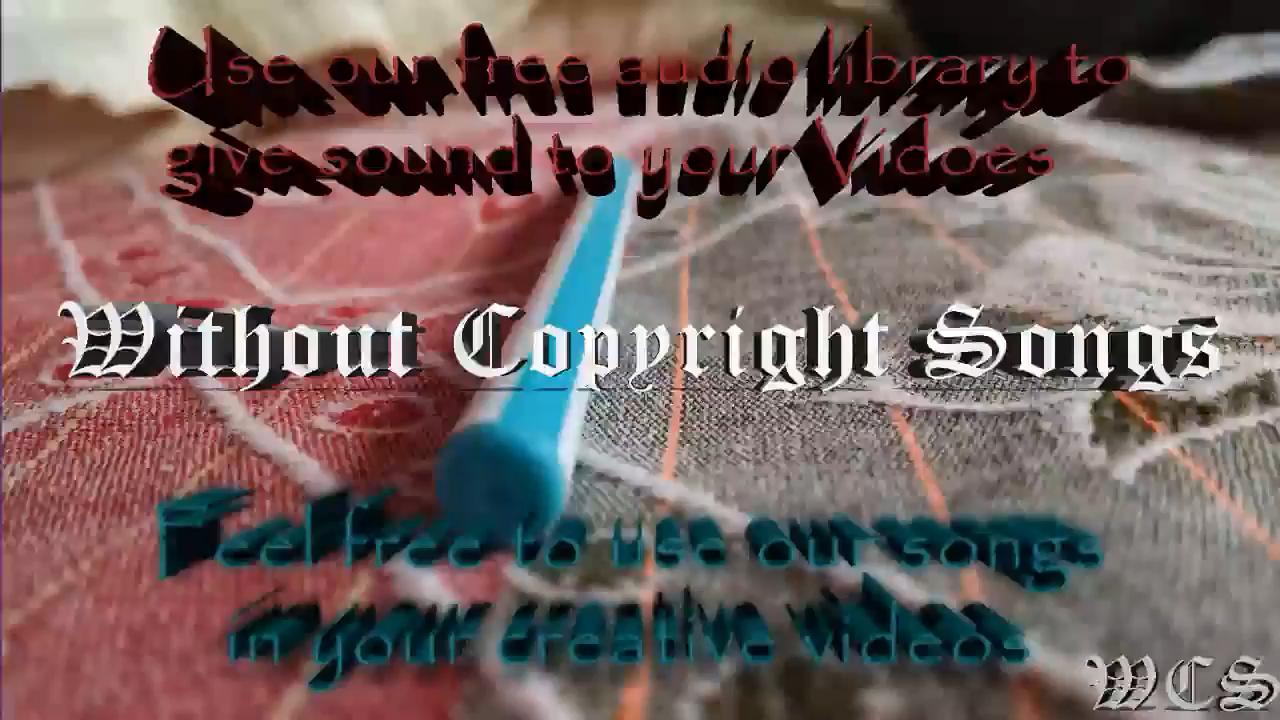 Use our free audio library to
give sound to your Vidoes
Without Copyright Songs
Feel free to use our songs
in your creative videos
WCS